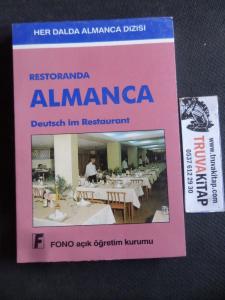 HER DALDA ALMANCA DİZİSİ
RESTORANDA
ALMANCA
Deutsch im Restaurant
F FONO açık öğretim kurumu
TRUVAKİTAP
www.truvakitap.com
0537 612 29 30